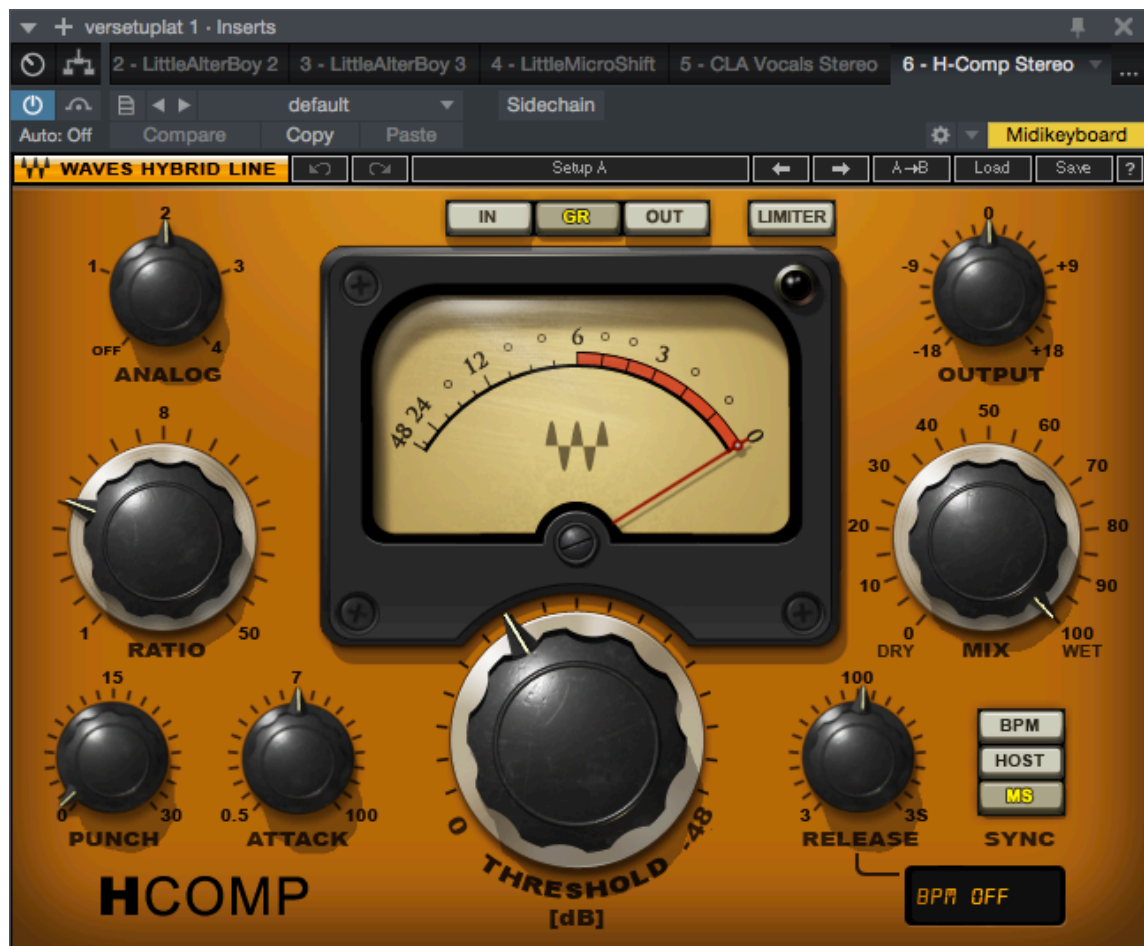 versetuplat 1 · Inserts
2 - LittleAlterBoy 2 3 - LittleAlterBoy 3 4 - LittleMicroShift 5 - CLA Vocals Stereo 6 - H-Comp Stereo ...
default Sidechain
Auto: Off Compare Copy Paste Midikeyboard
WAVES HYBRID LINE Setup A A→B Load Save ?
IN GR OUT LIMITER
OFF 1 2 3 4
ANALOG
48 24 12 6 3 0
-18 -9 0 +9 +18
OUTPUT
1 8 50
RATIO
0 10 20 30 40 50 60 70 80 90 100
DRY MIX WET
0 15 30
PUNCH
0.5 7 100
ATTACK
0 -48
THRESHOLD
[dB]
3 100 3S
RELEASE
BPM
HOST
MS
SYNC
HCOMP
BPM OFF